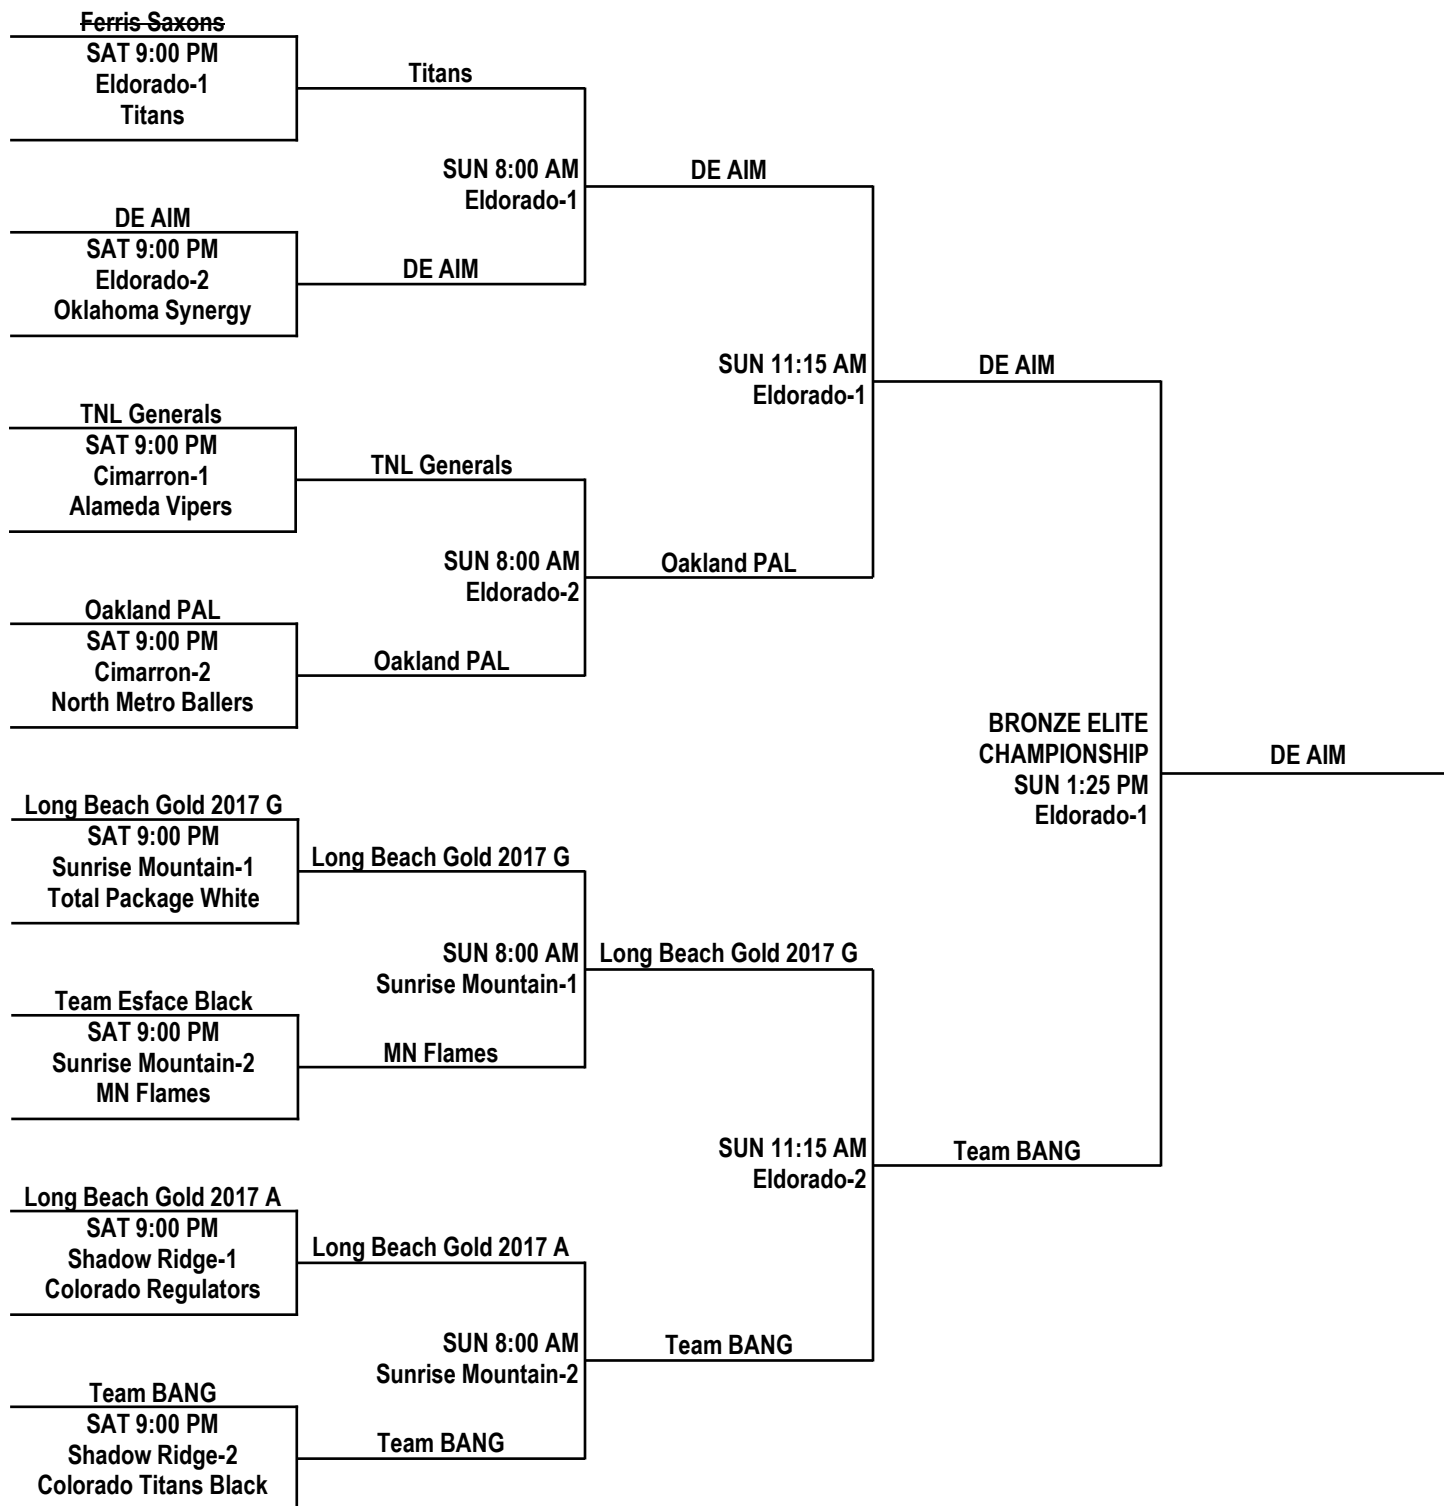 Ferris Saxons
SAT 9:00 PM
Eldorado-1
Titans
DE AIM
SAT 9:00 PM
Eldorado-2
Oklahoma Synergy
TNL Generals
SAT 9:00 PM
Cimarron-1
Alameda Vipers
Oakland PAL
SAT 9:00 PM
Cimarron-2
North Metro Ballers
Long Beach Gold 2017 G
SAT 9:00 PM
Sunrise Mountain-1
Total Package White
Team Esface Black
SAT 9:00 PM
Sunrise Mountain-2
MN Flames
Long Beach Gold 2017 A
SAT 9:00 PM
Shadow Ridge-1
Colorado Regulators
Team BANG
SAT 9:00 PM
Shadow Ridge-2
Colorado Titans Black
Titans
SUN 8:00 AM
Eldorado-1
DE AIM
TNL Generals
SUN 8:00 AM
Eldorado-2
Oakland PAL
Long Beach Gold 2017 G
SUN 8:00 AM
Sunrise Mountain-1
MN Flames
Long Beach Gold 2017 A
SUN 8:00 AM
Sunrise Mountain-2
Team BANG
DE AIM
SUN 11:15 AM
Eldorado-1
Oakland PAL
Long Beach Gold 2017 G
SUN 11:15 AM
Eldorado-2
Team BANG
DE AIM
BRONZE ELITE
CHAMPIONSHIP
SUN 1:25 PM
Eldorado-1
Team BANG
DE AIM